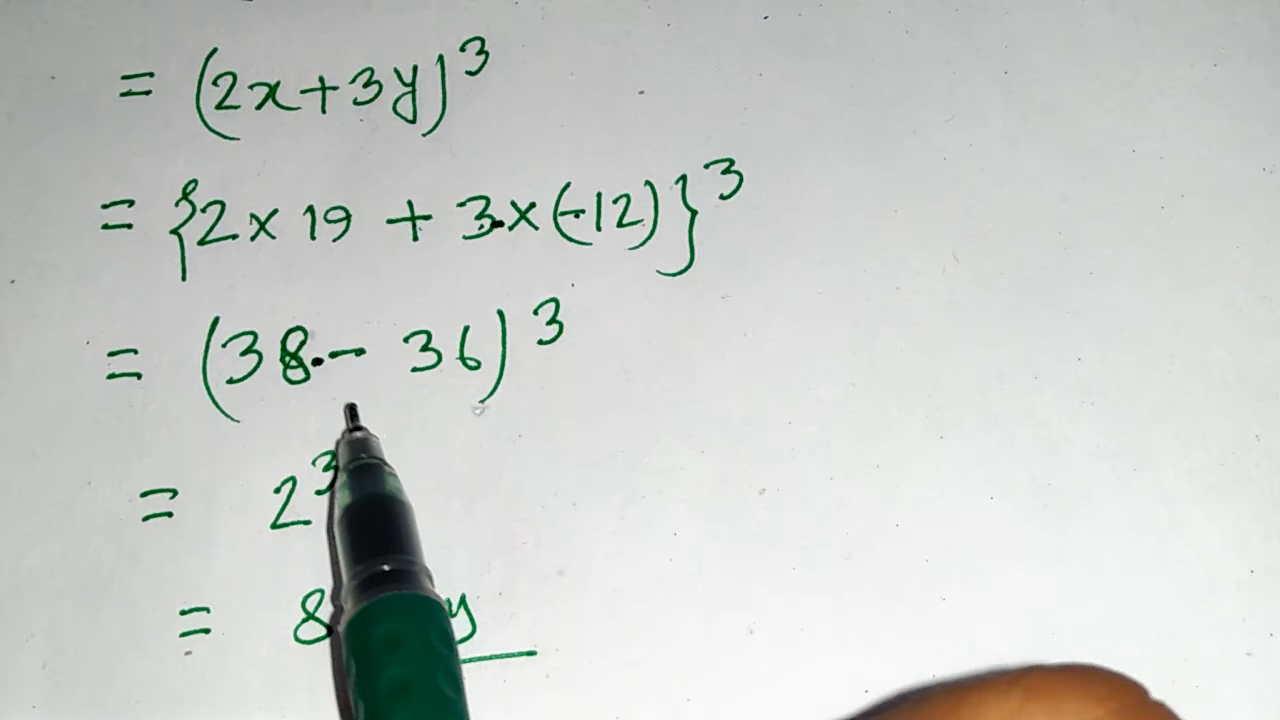 = (2x+3y)³
= {2 × 19 + 3 × (-12)}³
= (38 - 36)³
= 2³
= 8